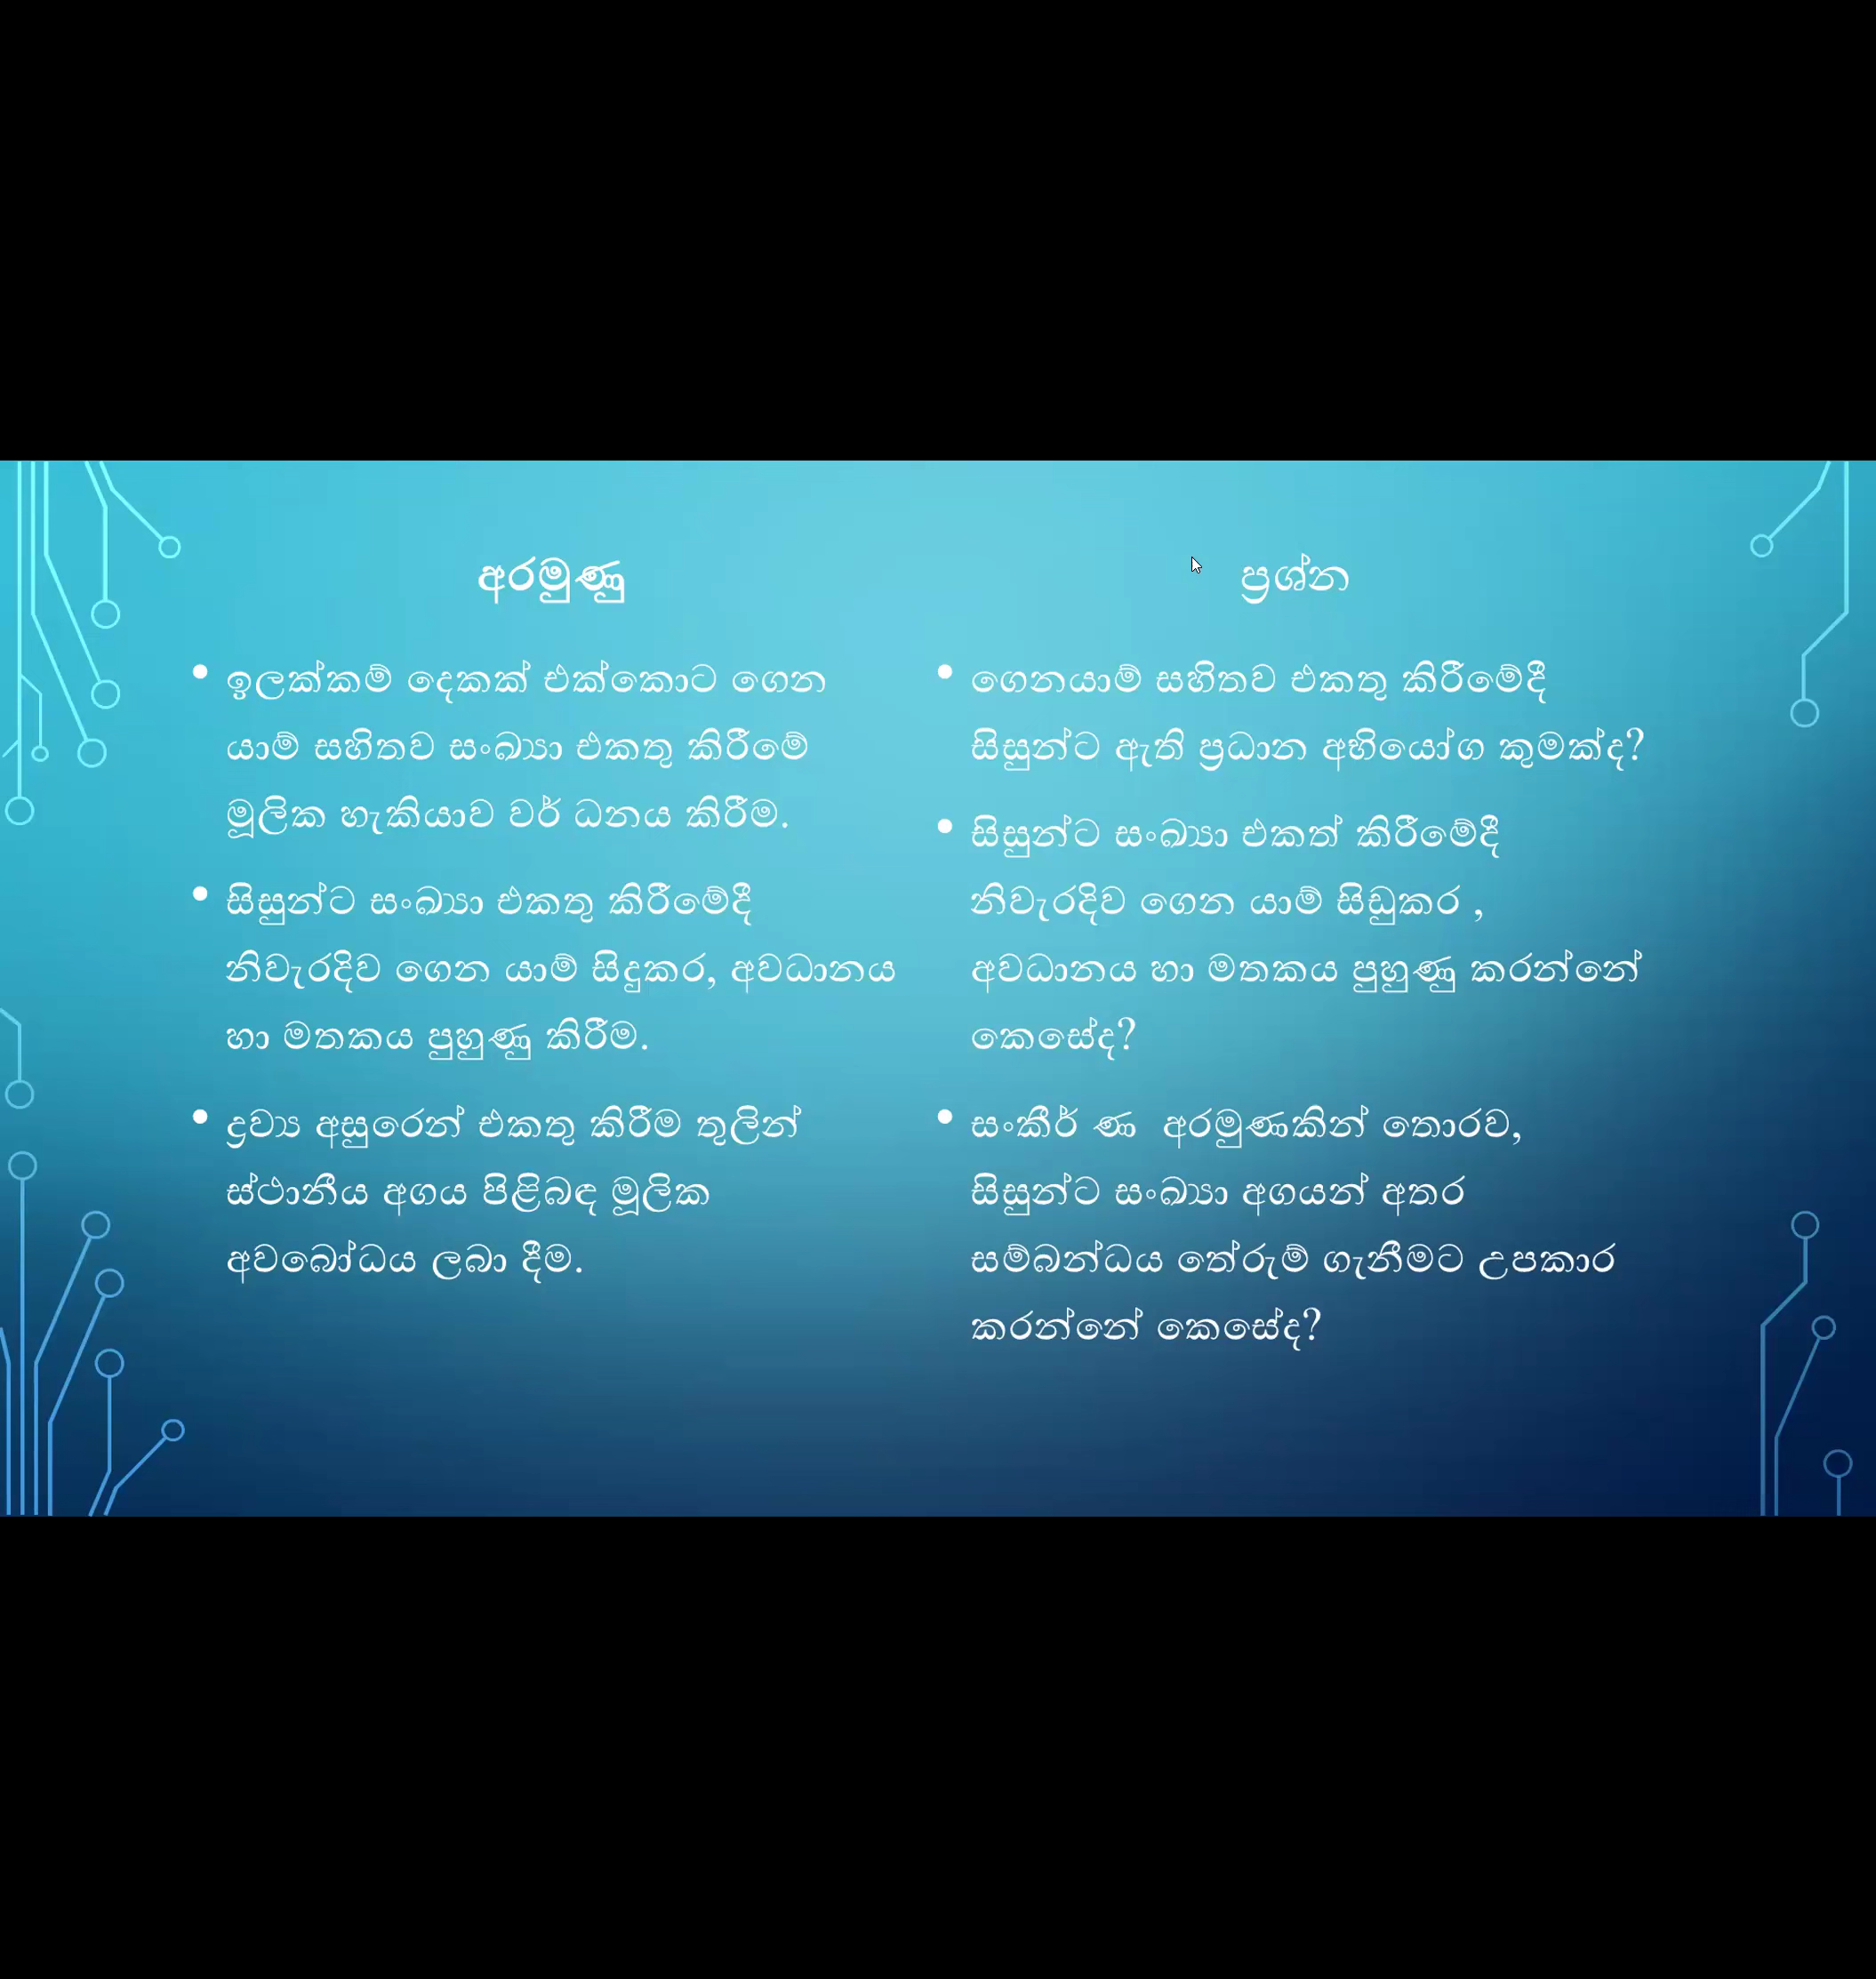 අරමුණු
• ඉලක්කම් දෙකක් එක්කොට ගෙන
යාම් සහිතව සංඛ්‍යා එකතු කිරීමේ
මූලික හැකියාව වර් ධනය කිරීම.
• සිසුන්ට සංඛ්‍යා එකතු කිරීමේදී
නිවැරදිව ගෙන යාම් සිදුකර, අවධානය
හා මතකය පුහුණු කිරීම.
• ද්‍රව්‍ය අසුරෙන් එකතු කිරීම තුලින්
ස්ථානීය අගය පිළිබඳ මූලික
අවබෝධය ලබා දීම.
ප්‍රශ්න
• ගෙනයාම් සහිතව එකතු කිරීමේදී
සිසුන්ට ඇති ප්‍රධාන අභියෝග කුමක්ද?
• සිසුන්ට සංඛ්‍යා එකත් කිරීමේදී
නිවැරදිව ගෙන යාම් සිඩුකර ,
අවධානය හා මතකය පුහුණු කරන්නේ
කෙසේද?
• සංකීර් ණ අරමුණකින් තොරව,
සිසුන්ට සංඛ්‍යා අගයන් අතර
සම්බන්ධය තේරුම් ගැනීමට උපකාර
කරන්නේ කෙසේද?